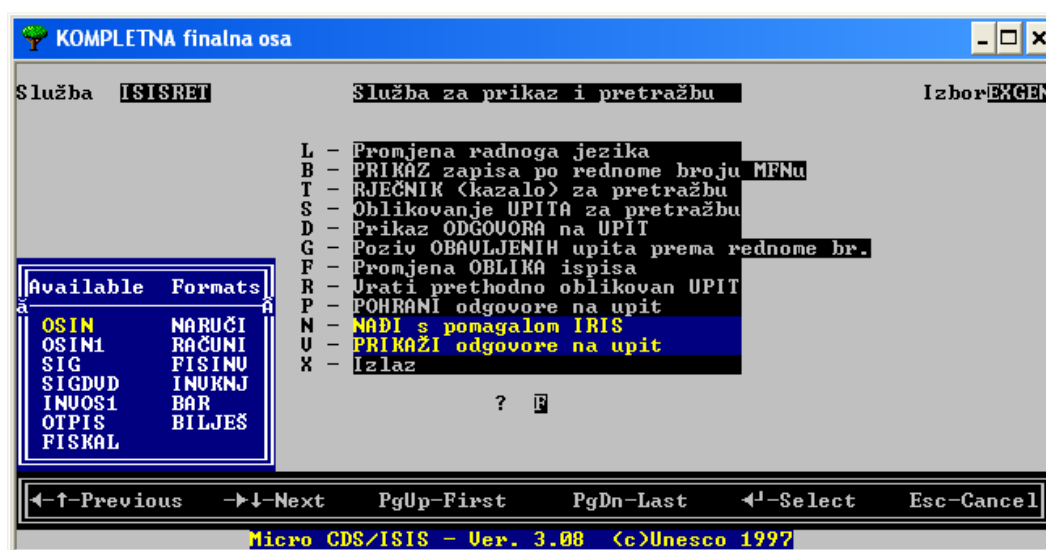 KOMPLETNA finalna osa
Služba ISISRET Služba za prikaz i pretražbu Izbor EXGEN
L - Promjena radnoga jezika
B - PRIKAZ zapisa po rednome broju MFNu
T - RJEČNIK (kazalo) za pretražbu
S - Oblikovanje UPITA za pretražbu
D - Prikaz ODGOVORA na UPIT
G - Poziv OBAVLJENIH upita prema rednome br.
F - Promjena OBLIKA ispisa
R - Vrati prethodno oblikovan UPIT
P - POHRANI odgovore na upit
N - NAĐI s pomagalom IRIS
V - PRIKAŽI odgovore na upit
X - Izlaz
? F
Available Formats
OSIN NARUČI
OSIN1 RAČUNI
SIG FISINV
SIGDVD INVKNJ
INVOS1 BAR
OTPIS BILJEŠ
FISKAL
◄-↑-Previous -►↓-Next PgUp-First PgDn-Last ◄┘-Select Esc-Cancel
Micro CDS/ISIS - Ver. 3.08 (c)Unesco 1997